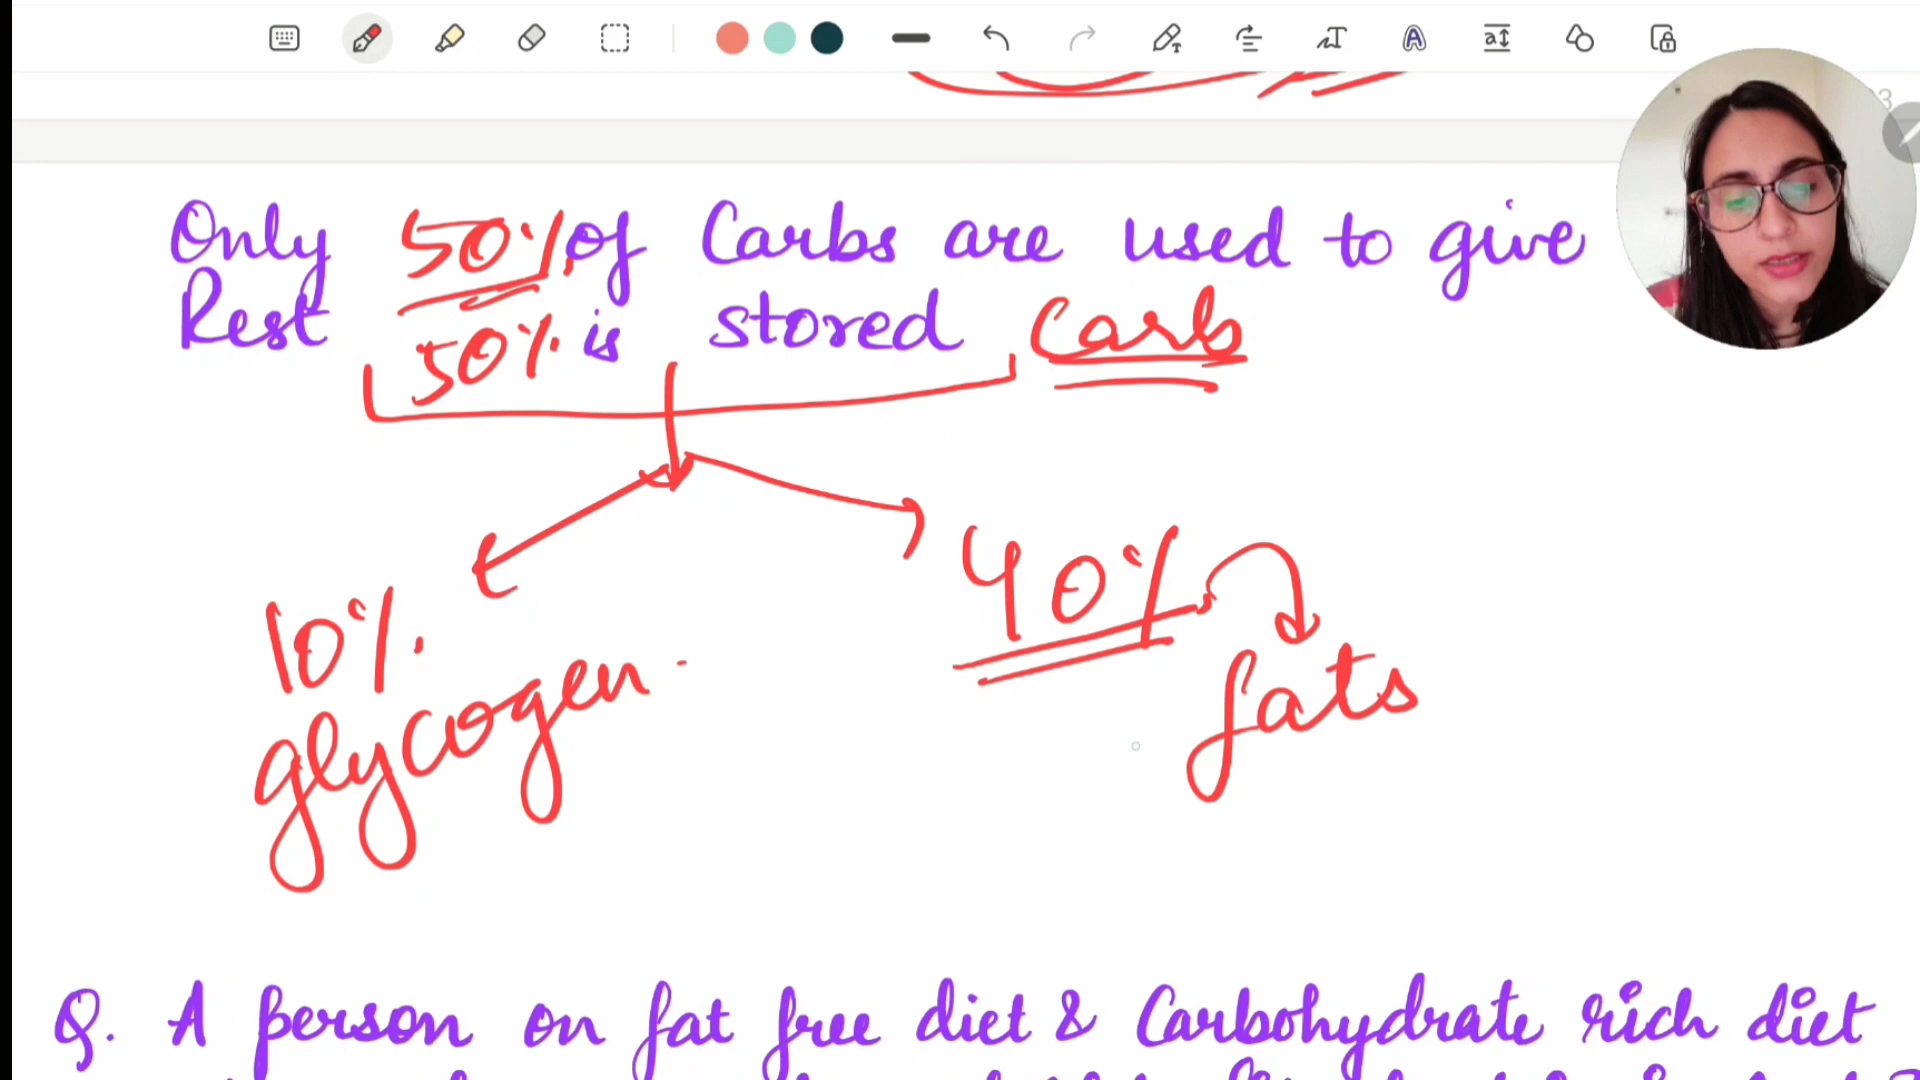 Only 50% of Carbs are used to give
Rest 50% is stored Carb
10%.
glycogen
40%
fats
Q. A person on fat free diet & Carbohydrate rich diet